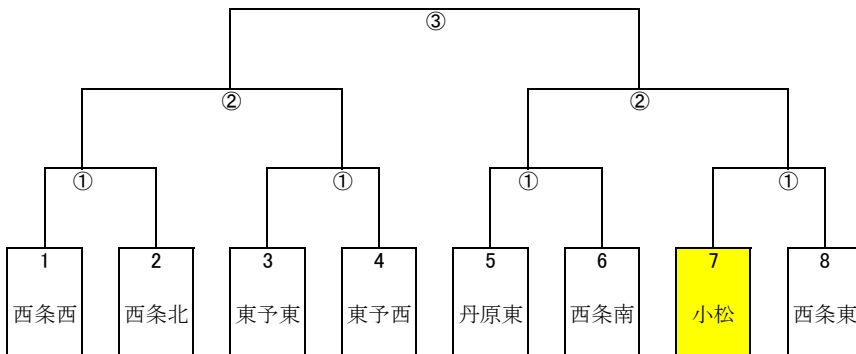 ③
② ②
① ① ① ①
1 2 3 4 5 6 7 8
西条西 西条北 東予東 東予西 丹原東 西条南 小松 西条東